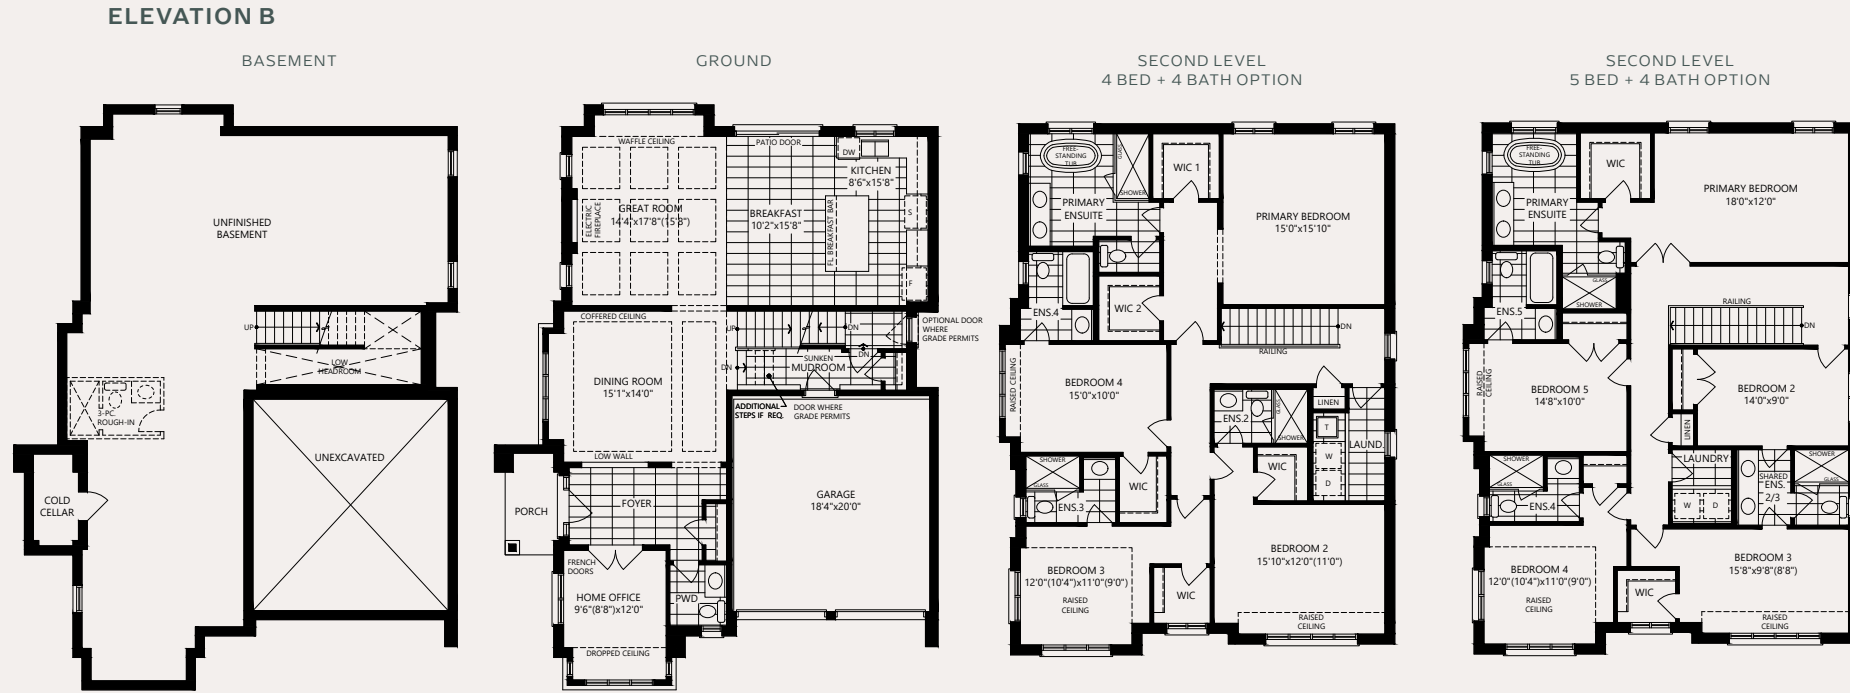 ELEVATION B
BASEMENT
UNFINISHED
BASEMENT
UP
LOW
HEADROOM
3-PC.
ROUGH-IN
UNEXCAVATED
COLD
CELLAR
GROUND
WAFFLE CEILING
PATIO DOOR
DW
KITCHEN
8'6"x15'8"
GREAT ROOM
14'4"x17'8"(15'8")
ELECTRIC
FIREPLACE
BREAKFAST
10'2"x15'8"
FL. BREAKFAST BAR
S
F
COFFERED CEILING
UP
DN
OPTIONAL DOOR
WHERE
GRADE PERMITS
DN
SUNKEN
MUDROOM
DN
DINING ROOM
15'1"x14'0"
ADDITIONAL
STEPS IF REQ.
DOOR WHERE
GRADE PERMITS
LOW WALL
FOYER
PORCH
GARAGE
18'4"x20'0"
FRENCH
DOORS
HOME OFFICE
9'6"(8'8")x12'0"
PWD
DROPPED CEILING
SECOND LEVEL
4 BED + 4 BATH OPTION
FREE-
STANDING
TUB
GLASS
SHOWER
WIC 1
PRIMARY
ENSUITE
PRIMARY BEDROOM
15'0"x15'10"
WIC 2
ENS.4
DN
RAILING
RAISED CEILING
BEDROOM 4
15'0"x10'0"
LINEN
ENS.2
GLASS
SHOWER
T
LAUND.
W
D
WIC
SHOWER
GLASS
WIC
ENS.3
BEDROOM 3
12'0"(10'4")x11'0"(9'0")
RAISED
CEILING
WIC
BEDROOM 2
15'10"x12'0"(11'0")
RAISED
CEILING
SECOND LEVEL
5 BED + 4 BATH OPTION
FREE-
STANDING
TUB
WIC
PRIMARY BEDROOM
18'0"x12'0"
PRIMARY
ENSUITE
GLASS
SHOWER
ENS.5
RAILING
DN
RAISED
CEILING
BEDROOM 5
14'8"x10'0"
BEDROOM 2
14'0"x9'0"
LINEN
LAUNDRY
W
D
SHARED
ENS.
2/3
SHOWER
GLASS
SHOWER
GLASS
ENS.4
BEDROOM 4
12'0"(10'4")x11'0"(9'0")
RAISED
CEILING
WIC
BEDROOM 3
15'8"x9'8"(8'8")
RAISED
CEILING